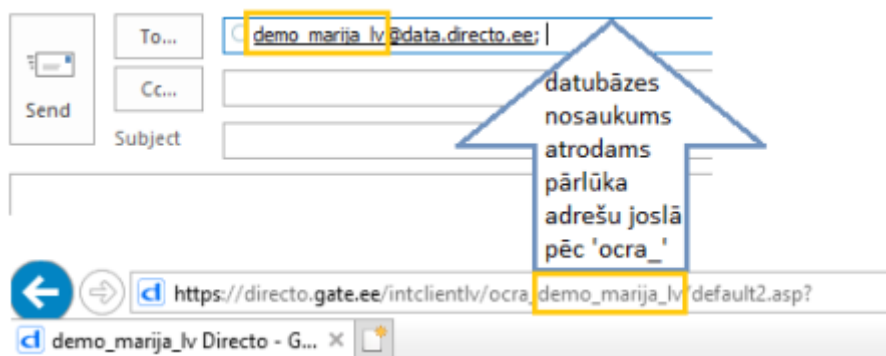 To...
demo_marija_lv@data.directo.ee;
Cc...
Send
Subject
datubāzes
nosaukums
atrodams
pārlūka
adrešu joslā
pēc 'ocra_'
https://directo.gate.ee/intclientlv/ocra_demo_marija_lv/default2.asp?
demo_marija_lv Directo - G...